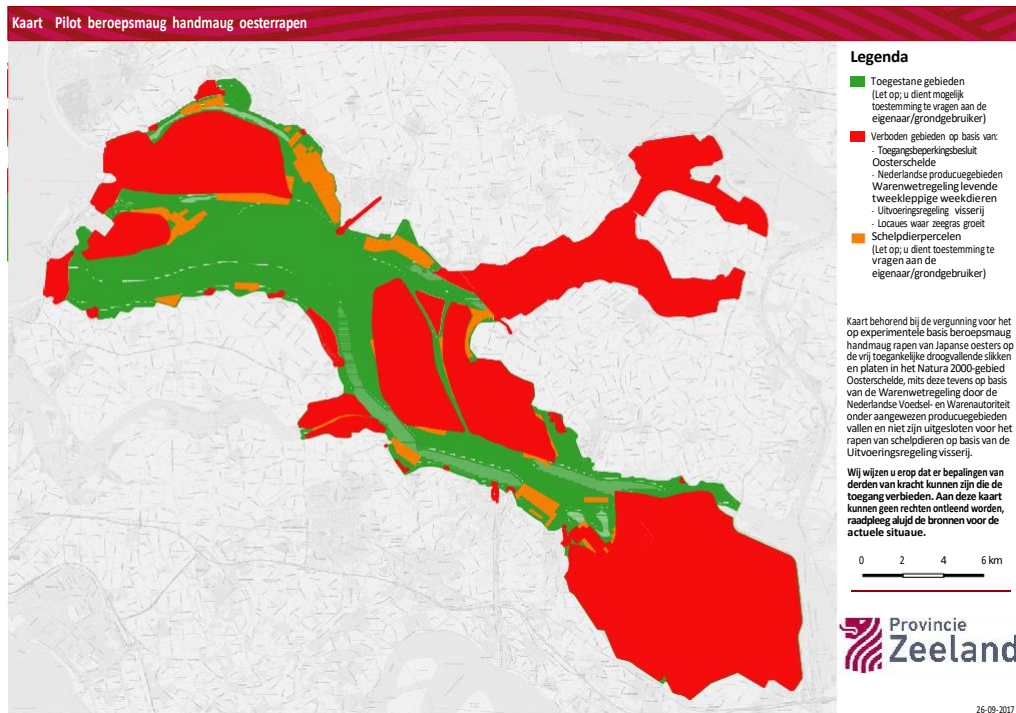 Kaart Pilot beroepsmaug handmaug oesterrapen
Legenda
Toegestane gebieden
(Let op; u dient mogelijk
toestemming te vragen aan de
eigenaar/grondgebruiker)
Verboden gebieden op basis van:
- Toegangsbeperkingsbesluit
Oosterschelde
- Nederlandse producuegebieden
Warenwetregeling levende
tweekleppige weekdieren
- Uitvoeringsregeling visserij
- Locaues waar zeegras groeit
Schelpdierpercelen
(Let op; u dient toestemming te
vragen aan de
eigenaar/grondgebruiker)
Kaart behorend bij de vergunning voor het
op experimentele basis beroepsmaug
handmaug rapen van Japanse oesters op
de vrij toegankelijke droogvallende slikken
en platen in het Natura 2000-gebied
Oosterschelde, mits deze tevens op basis
van de Warenwetregeling door de
Nederlandse Voedsel- en Warenautoriteit
onder aangewezen producuegebieden
vallen en niet zijn uitgesloten voor het
rapen van schelpdieren op basis van de
Uitvoeringsregeling visserij.
Wij wijzen u erop dat er bepalingen van
derden van kracht kunnen zijn die de
toegang verbieden. Aan deze kaart
kunnen geen rechten ontleend worden,
raadpleeg alujd de bronnen voor de
actuele situaue.
0 2 4 6 km
Provincie
Zeeland
26-09-2017